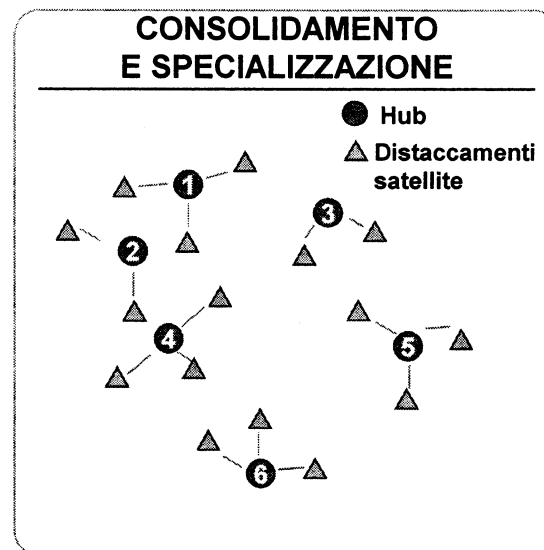 CONSOLIDAMENTO
E SPECIALIZZAZIONE
Hub
Distaccamenti
satellite
1
3
2
4
5
6